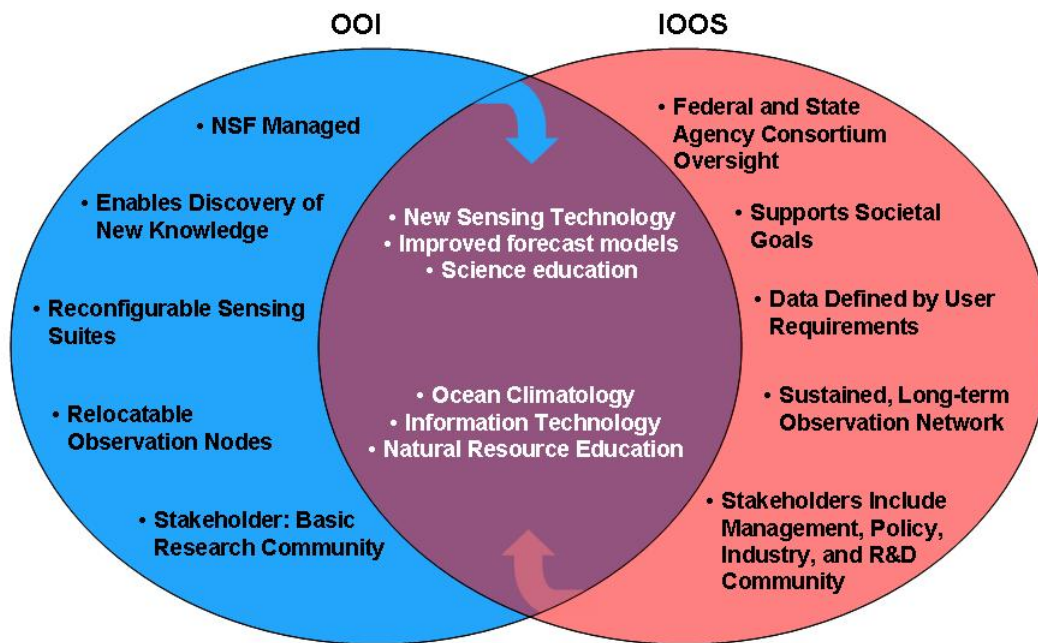 OOI
IOOS
• NSF Managed
• Enables Discovery of
New Knowledge
• Reconfigurable Sensing
Suites
• Relocatable
Observation Nodes
• Stakeholder: Basic
Research Community
• New Sensing Technology
• Improved forecast models
• Science education
• Ocean Climatology
• Information Technology
• Natural Resource Education
• Federal and State
Agency Consortium
Oversight
• Supports Societal
Goals
• Data Defined by User
Requirements
• Sustained, Long-term
Observation Network
• Stakeholders Include
Management, Policy,
Industry, and R&D
Community